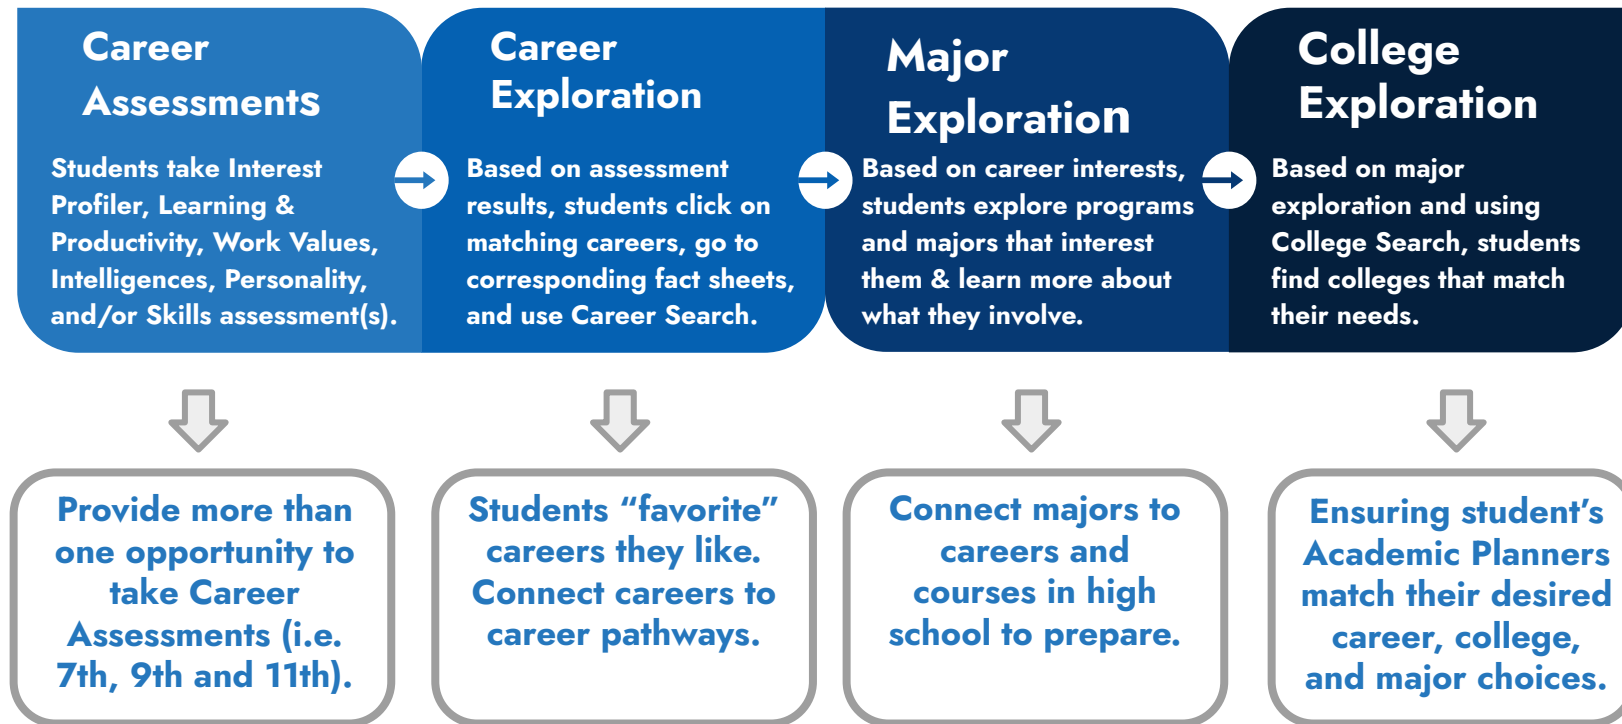 Career
Assessments
Students take Interest
Profiler, Learning &
Productivity, Work Values,
Intelligences, Personality,
and/or Skills assessment(s).
Career
Exploration
Based on assessment
results, students click on
matching careers, go to
corresponding fact sheets,
and use Career Search.
Major
Exploration
Based on career interests,
students explore programs
and majors that interest
them & learn more about
what they involve.
College
Exploration
Based on major
exploration and using
College Search, students
find colleges that match
their needs.
Provide more than
one opportunity to
take Career
Assessments (i.e.
7th, 9th and 11th).
Students “favorite”
careers they like.
Connect careers to
career pathways.
Connect majors to
careers and
courses in high
school to prepare.
Ensuring student’s
Academic Planners
match their desired
career, college,
and major choices.